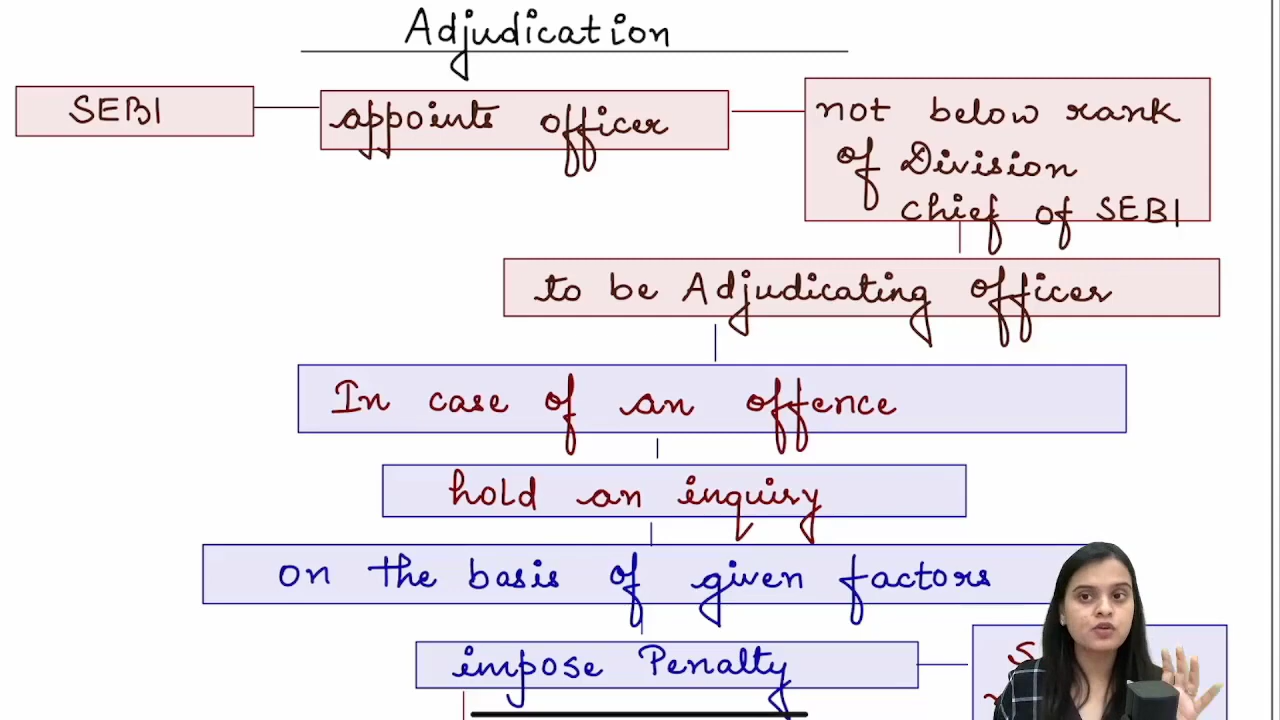 Adjudication
SEBI
appoints officer
not below rank
of Division
chief of SEBI
to be Adjudicating officer
In case of an offence
hold an inquiry
on the basis of given factors
impose Penalty